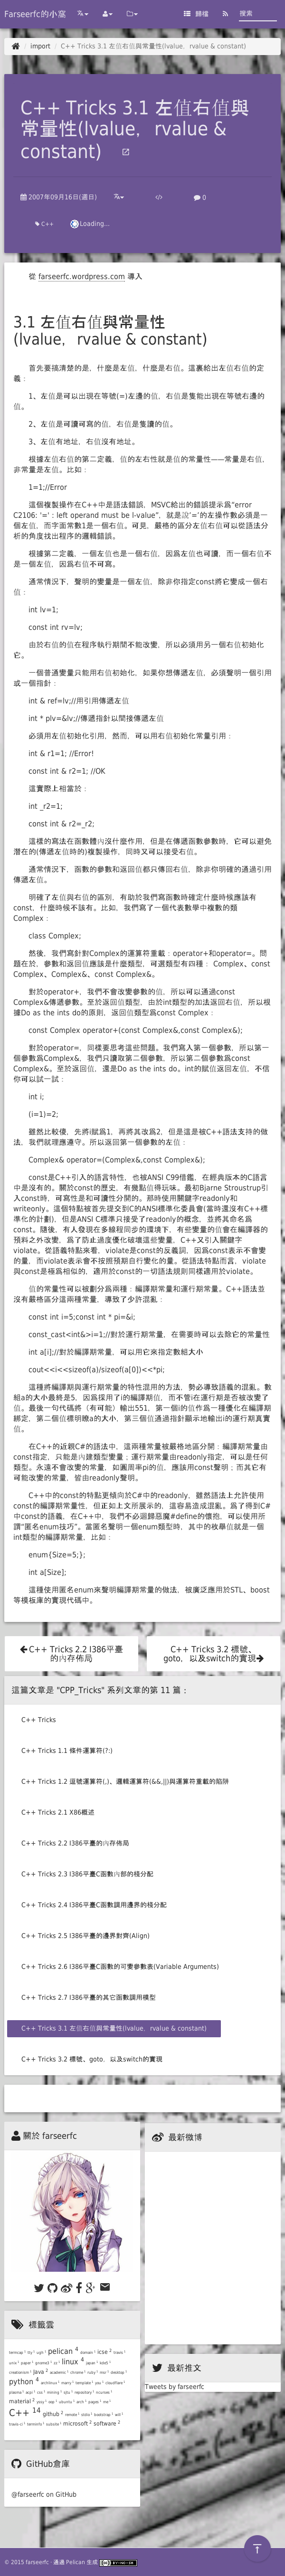 Farseerfc的小窩
歸檔
搜索
import / C++ Tricks 3.1 左值右值與常量性(lvalue，rvalue & constant)
C++ Tricks 3.1 左值右值與
常量性(lvalue，rvalue &
constant)
2007年09月16日(週日)
0
C++
Loading...
從 farseerfc.wordpress.com 導入
3.1 左值右值與常量性
(lvalue，rvalue & constant)
首先要搞清楚的是，什麼是左值，什麼是右值。這裏給出左值右值的定
義：
1、左值是可以出現在等號(=)左邊的值，右值是隻能出現在等號右邊的
值。
2、左值是可讀可寫的值，右值是隻讀的值。
3、左值有地址，右值沒有地址。
根據左值右值的第二定義，值的左右性就是值的常量性——常量是右值，
非常量是左值。比如：
1=1;//Error
這個複製操作在C++中是語法錯誤，MSVC給出的錯誤提示爲“error
C2106: '=' : left operand must be l-value”，就是說’=’的左操作數必須是一
個左值，而字面常數1是一個右值。可見，嚴格的區分左值右值可以從語法分
析的角度找出程序的邏輯錯誤。
根據第二定義，一個左值也是一個右值，因爲左值也可讀，而一個右值不
是一個左值，因爲右值不可寫。
通常情況下，聲明的變量是一個左值，除非你指定const將它變成一個右
值：
int lv=1;
const int rv=lv;
由於右值的值在程序執行期間不能改變，所以必須用另一個右值初始化
它。
一個普通變量只能用右值初始化，如果你想傳遞左值，必須聲明一個引用
或一個指針：
int & ref=lv;//用引用傳遞左值
int * plv=&lv;//傳遞指針以間接傳遞左值
必須用左值初始化引用，然而，可以用右值初始化常量引用：
int & r1=1; //Error!
const int & r2=1; //OK
這實際上相當於：
int _r2=1;
const int & r2=_r2;
這樣的寫法在函數體內沒什麼作用，但是在傳遞函數參數時，它可以避免
潛在的(傳遞左值時的)複製操作，同時又可以接受右值。
通常情況下，函數的參數和返回值都只傳回右值，除非你明確的通過引用
傳遞左值。
明確了左值與右值的區別，有助於我們寫函數時確定什麼時候應該有
const，什麼時候不該有。比如，我們寫了一個代表數學中複數的類
Complex：
class Complex;
然後，我們寫針對Complex的運算符重載：operator+和operator=。問
題在於，參數和返回值應該是什麼類型，可選類型有四種： Complex、const
Complex、Complex&、const Complex&。
對於operator+，我們不會改變參數的值，所以可以通過const
Complex&傳遞參數。至於返回值類型，由於int類型的加法返回右值，所以根
據Do as the ints do的原則，返回值類型爲const Complex：
const Complex operator+(const Complex&,const Complex&);
對於operator=，同樣要思考這些問題。我們寫入第一個參數，所以第一
個參數爲Complex&，我們只讀取第二個參數，所以第二個參數爲const
Complex&。至於返回值，還是Do as the ints do。int的賦值返回左值，不信
你可以試一試：
int i;
(i=1)=2;
雖然比較傻，先將i賦爲1，再將其改爲2，但是這是被C++語法支持的做
法，我們就理應遵守。所以返回第一個參數的左值：
Complex& operator=(Complex&,const Complex&);
const是C++引入的語言特性，也被ANSI C99借鑑，在經典版本的C語言
中是沒有的。關於const的歷史，有幾點值得玩味。最初Bjarne Stroustrup引
入const時，可寫性是和可讀性分開的。那時使用關鍵字readonly和
writeonly。這個特點被首先提交到C的ANSI標準化委員會(當時還沒有C++標
準化的計劃)，但是ANSI C標準只接受了readonly的概念，並將其命名爲
const。隨後，有人發現在多線程同步的環境下，有些變量的值會在編譯器的
預料之外改變，爲了防止過度優化破壞這些變量，C++又引入關鍵字
violate。從語義特點來看，violate是const的反義詞，因爲const表示不會變
的量，而violate表示會不按照預期自行變化的量。從語法特點而言，violate
與const是極爲相似的，適用於const的一切語法規則同樣適用於violate。
值的常量性可以被劃分爲兩種：編譯期常量和運行期常量。C++語法並
沒有嚴格區分這兩種常量，導致了少許混亂：
const int i=5;const int * pi=&i;
const_cast<int&>i=1;//對於運行期常量，在需要時可以去除它的常量性
int a[i];//對於編譯期常量，可以用它來指定數組大小
cout<<i<<sizeof(a)/sizeof(a[0])<<*pi;
這種將編譯期與運行期常量的特性混用的方法，勢必導致語義的混亂。數
組a的大小最終是5，因爲採用了i的編譯期值，而不管i在運行期是否被改變了
值。最後一句代碼將（有可能）輸出551，第一個i的值作爲一種優化在編譯期
綁定，第二個值標明瞭a的大小，第三個值通過指針顯示地輸出i的運行期真實
值。
在C++的近親C#的語法中，這兩種常量被嚴格地區分開：編譯期常量由
const指定，只能是內建類型變量；運行期常量由readonly指定，可以是任何
類型。永遠不會改變的常量，如圓周率pi的值，應該用const聲明；而其它有
可能改變的常量，皆由readonly聲明。
C++中的const的特點更傾向於C#中的readonly，雖然語法上允許使用
const的編譯期常量性，但正如上文所展示的，這容易造成混亂。爲了得到C#
中const的語義，在C++中，我們不必迴歸惡魔#define的懷抱，可以使用所
謂“匿名enum技巧”。當匿名聲明一個enum類型時，其中的枚舉值就是一個
int類型的編譯期常量，比如：
enum{Size=5;};
int a[Size];
這種使用匿名enum來聲明編譯期常量的做法，被廣泛應用於STL、boost
等模板庫的實現代碼中。
C++ Tricks 2.2 I386平臺
的內存佈局
C++ Tricks 3.2 標號、
goto，以及switch的實現
這篇文章是 "CPP_Tricks" 系列文章的第 11 篇：
C++ Tricks
C++ Tricks 1.1 條件運算符(?:)
C++ Tricks 1.2 逗號運算符(,)、邏輯運算符(&&,||)與運算符重載的陷阱
C++ Tricks 2.1 X86概述
C++ Tricks 2.2 I386平臺的內存佈局
C++ Tricks 2.3 I386平臺C函數內部的棧分配
C++ Tricks 2.4 I386平臺C函數調用邊界的棧分配
C++ Tricks 2.5 I386平臺的邊界對齊(Align)
C++ Tricks 2.6 I386平臺C函數的可變參數表(Variable Arguments)
C++ Tricks 2.7 I386平臺的其它函數調用模型
C++ Tricks 3.1 左值右值與常量性(lvalue，rvalue & constant)
C++ Tricks 3.2 標號、goto，以及switch的實現
關於 farseerfc
最新微博
標籤雲
pelican 4 icse 2
linux 4
java 2
python 4
material 2
C++ 14 github 2
microsoft 2 software 2
最新推文
Tweets by farseerfc
GitHub倉庫
@farseerfc on GitHub
© 2015 farseerfc · 通過 Pelican 生成